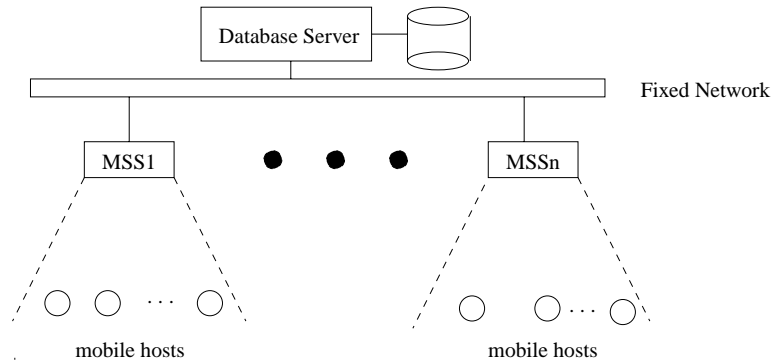 Database Server
Fixed Network
MSS1
MSSn
. . .
. . .
mobile hosts
mobile hosts